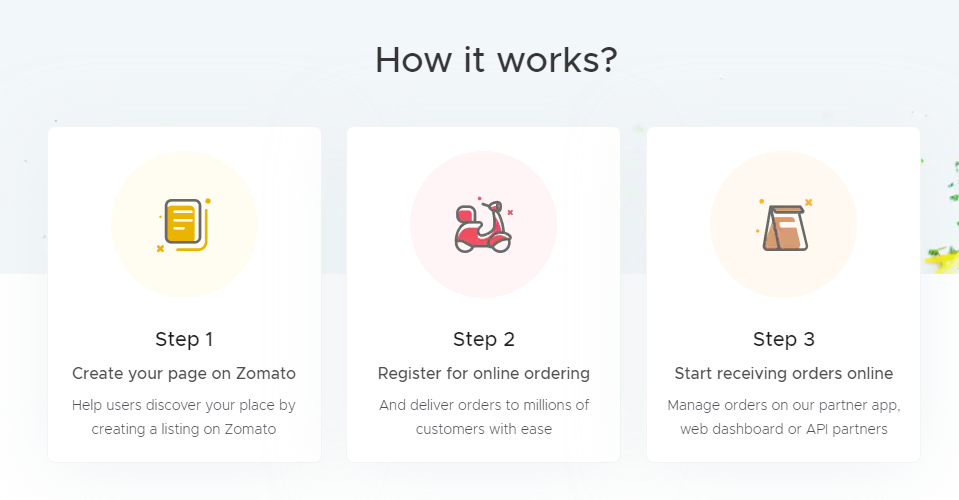 How it works?
Step 1
Create your page on Zomato
Help users discover your place by
creating a listing on Zomato
Step 2
Register for online ordering
And deliver orders to millions of
customers with ease
Step 3
Start receiving orders online
Manage orders on our partner app,
web dashboard or API partners